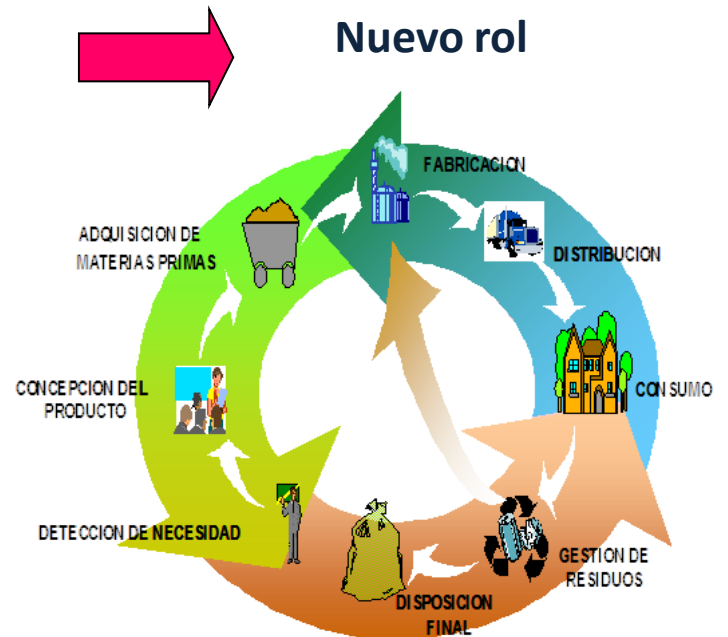 Nuevo rol
FABRICACION
DISTRIBUCION
CONSUMO
GESTION DE
RESIDUOS
DISPOSICION
FINAL
DETECCION DE NECESIDAD
CONCEPCION DEL
PRODUCTO
ADQUISICION DE
MATERIAS PRIMAS